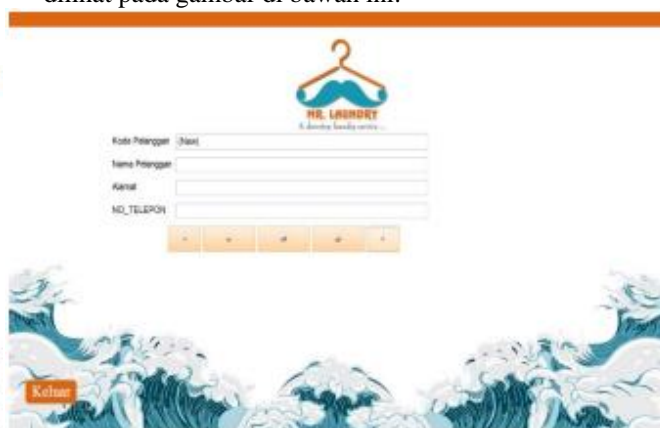 dilihat pada gambar di bawah ini.
MR. LAUNDRY
Kode Pelanggan (New)
Nama Pelanggan
Alamat
NO_TELEPON
Keluar